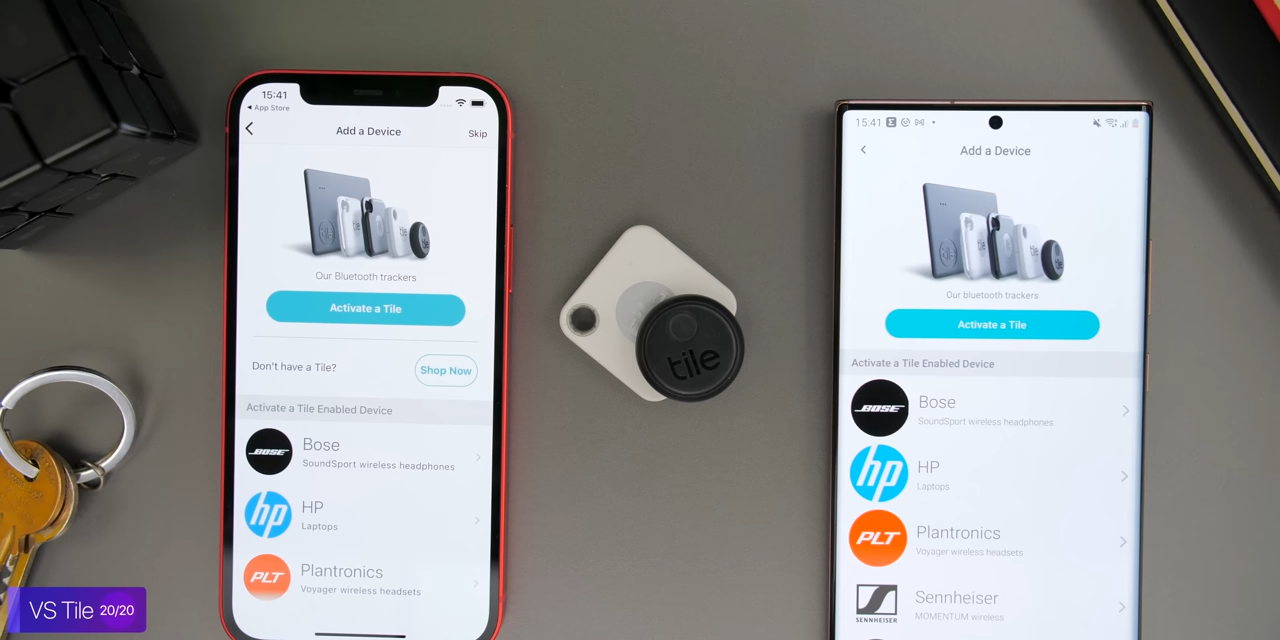 15:41
App Store
Add a Device
Skip
Our Bluetooth trackers
Activate a Tile
Don't have a Tile?
Shop Now
Activate a Tile Enabled Device
BOSE
Bose
SoundSport wireless headphones
hp
HP
Laptops
PLT
Plantronics
Voyager wireless headsets
tile
15:41
Add a Device
Our bluetooth trackers
Activate a Tile
Activate a Tile Enabled Device
BOSE
Bose
SoundSport wireless headphones
hp
HP
Laptops
PLT
Plantronics
Voyager wireless headsets
SENNHEISER
Sennheiser
MOMENTUM wireless
VS Tile 20/20